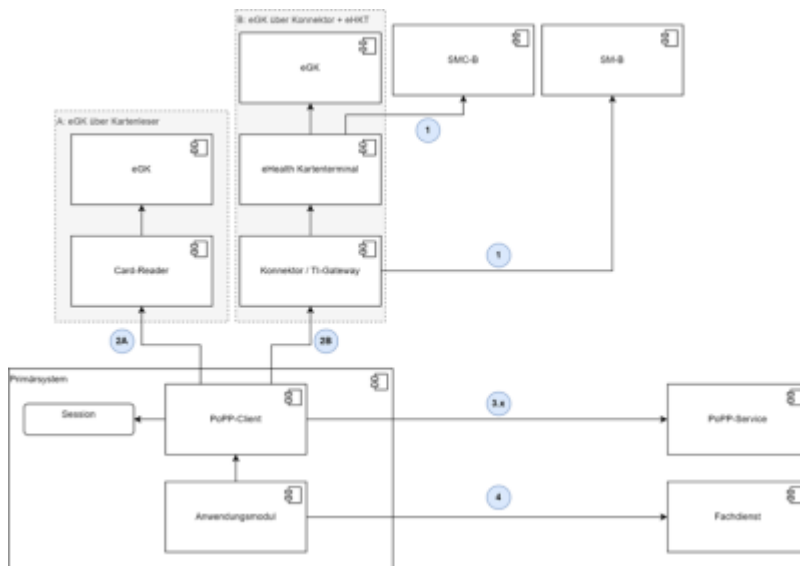 B: eGK über Konnektor + eHKT
eGK
SMC-B
SM-B
A: eGK über Kartenleser
1
eGK
eHealth Kartenterminal
Card-Reader
Konnektor / TI-Gateway
1
2A
2B
Primärsystem
Session
PoPP-Client
3.x
PoPP-Service
Anwendungsmodul
4
Fachdienst